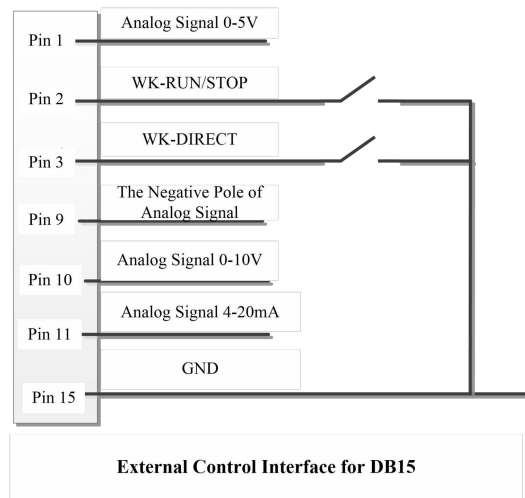 Pin 1
Analog Signal 0-5V
Pin 2
WK-RUN/STOP
Pin 3
WK-DIRECT
Pin 9
The Negative Pole of
Analog Signal
Pin 10
Analog Signal 0-10V
Pin 11
Analog Signal 4-20mA
Pin 15
GND
External Control Interface for DB15